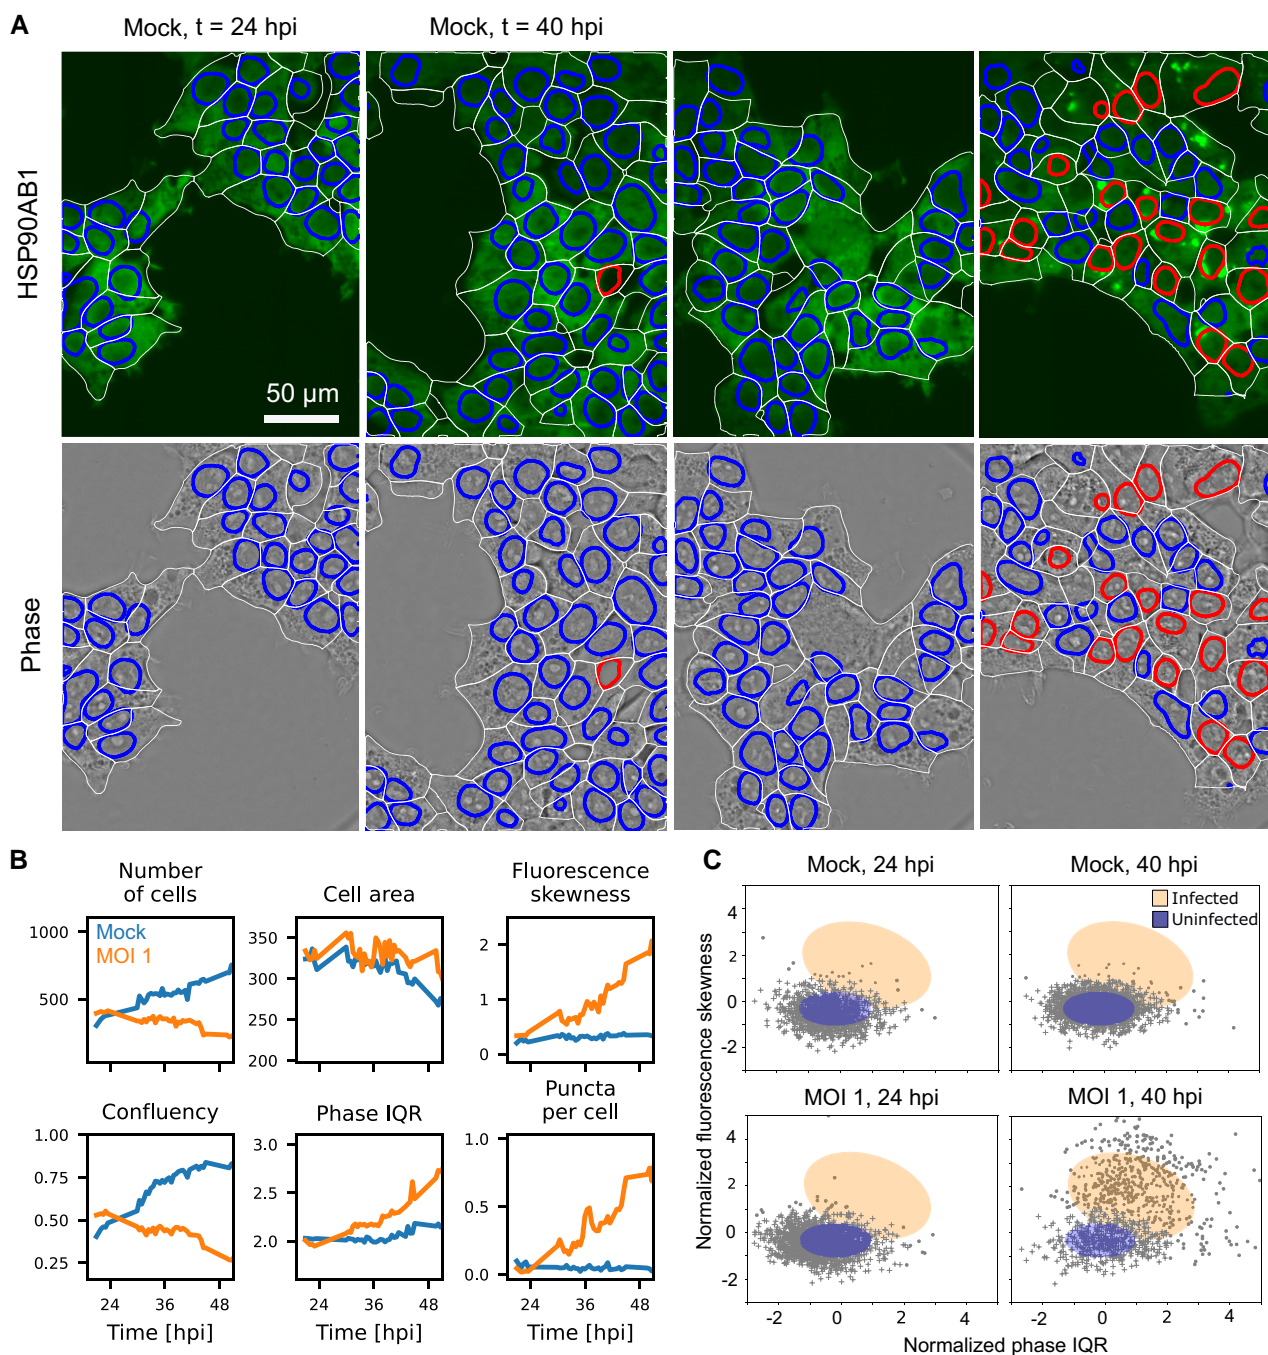 A
Mock, t = 24 hpi
Mock, t = 40 hpi
HSP90AB1
50 µm
Phase
B
Number
of cells
Cell area
Fluorescence
skewness
1000
500
Mock
MOI 1
350
300
250
200
2
1
0
Confluency
Phase IQR
Puncta
per cell
1.00
0.75
0.50
0.25
3.0
2.5
2.0
1.0
0.5
0.0
24
36
48
24
36
48
24
36
48
Time [hpi]
Time [hpi]
Time [hpi]
C
Mock, 24 hpi
Mock, 40 hpi
Infected
Uninfected
4
2
0
-2
MOI 1, 24 hpi
MOI 1, 40 hpi
4
2
0
-2
-2
0
2
4
-2
0
2
4
Normalized fluorescence skewness
Normalized phase IQR